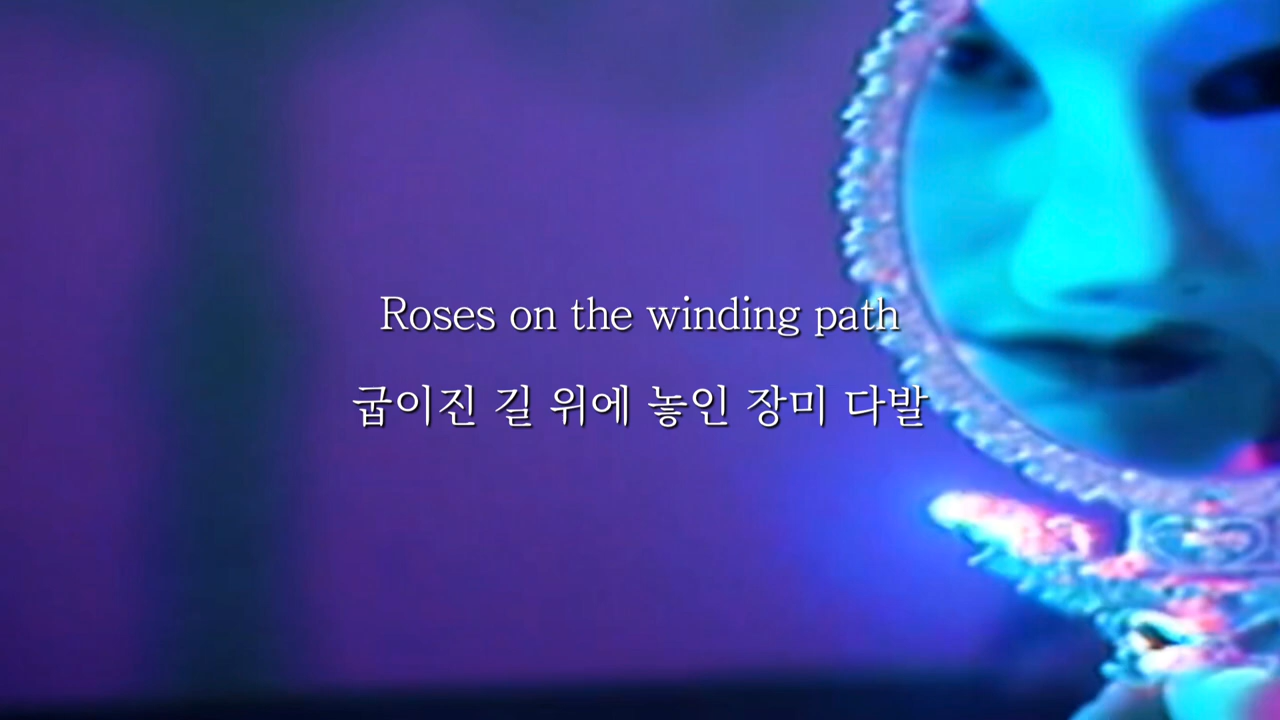 Roses on the winding path
굽이진 길 위에 놓인 장미 다발